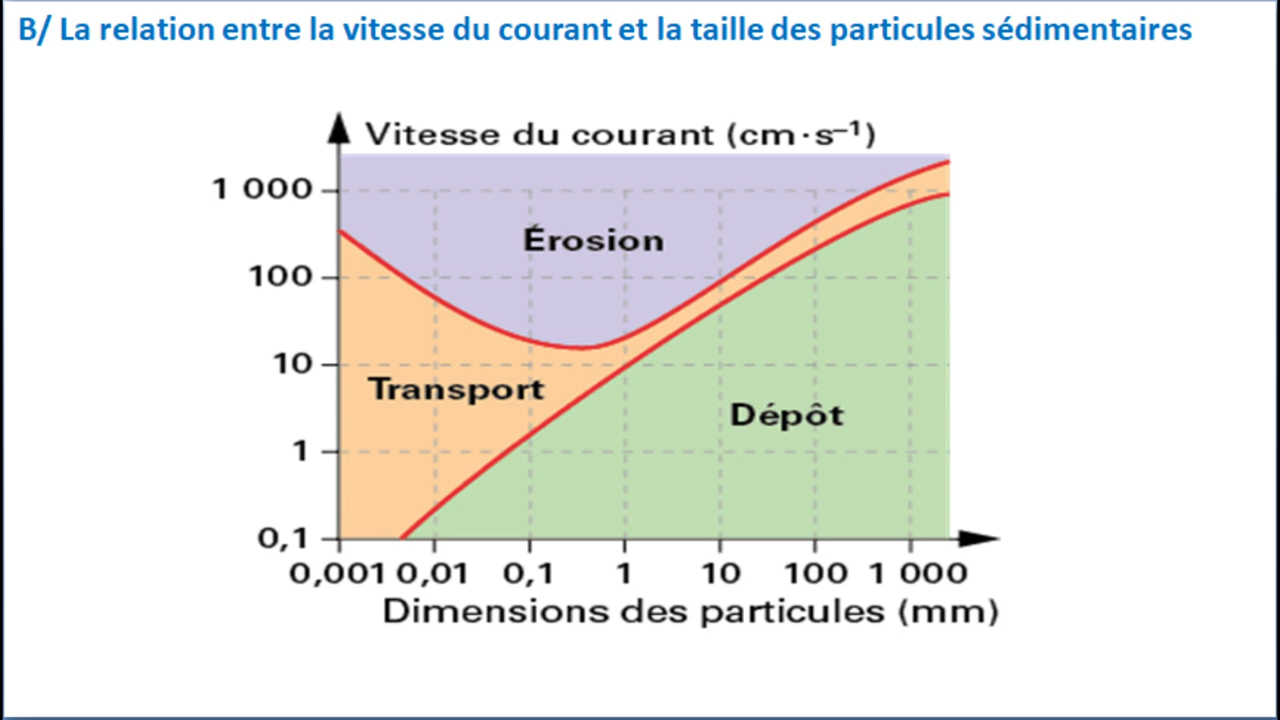 B/ La relation entre la vitesse du courant et la taille des particules sédimentaires
Vitesse du courant (cm·s⁻¹)
1 000
Érosion
100
10
Transport
Dépôt
1
0,1
0,001 0,01 0,1 1 10 100 1 000
Dimensions des particules (mm)